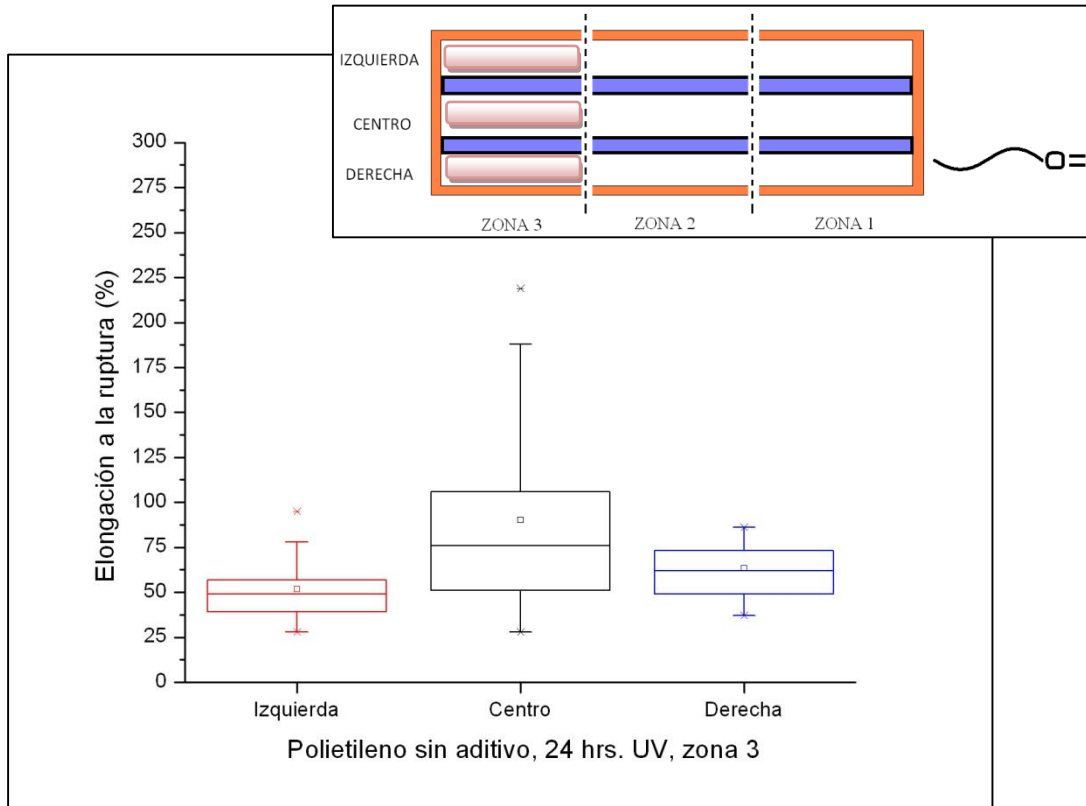 IZQUIERDA
CENTRO
DERECHA
ZONA 3 ZONA 2 ZONA 1
300
275
250
225
200
175
150
125
100
75
50
25
0
Elongación a la ruptura (%)
Izquierda Centro Derecha
Polietileno sin aditivo, 24 hrs. UV, zona 3